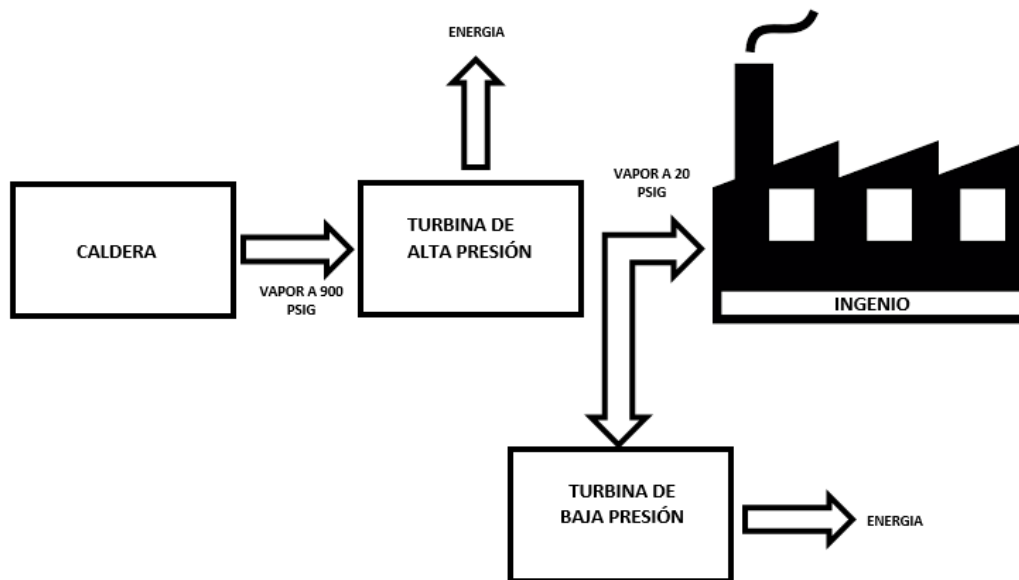 ENERGIA
CALDERA
VAPOR A 900
PSIG
TURBINA DE
ALTA PRESIÓN
VAPOR A 20
PSIG
INGENIO
TURBINA DE
BAJA PRESIÓN
ENERGIA